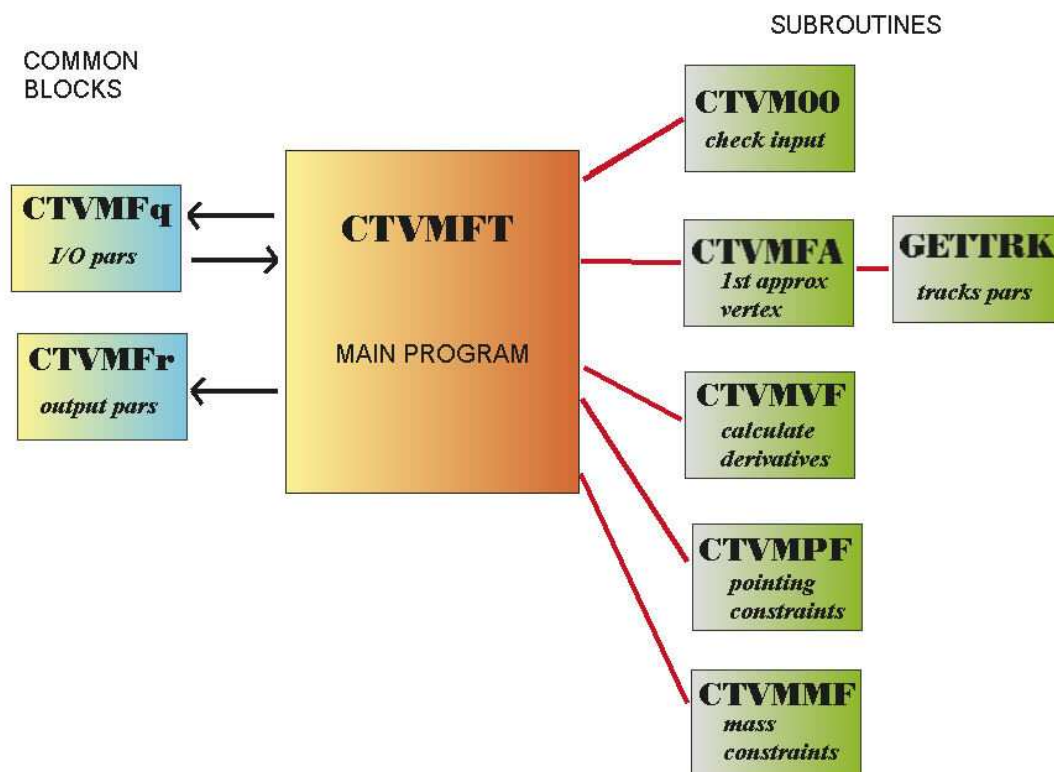 SUBROUTINES
COMMON
BLOCKS
CTVM00
check input
CTVMFq
I/O pars
CTVMFT
MAIN PROGRAM
CTVMFA
1st approx
vertex
GETTRK
tracks pars
CTVMFr
output pars
CTVMVF
calculate
derivatives
CTVMPF
pointing
constraints
CTVMMF
mass
constraints